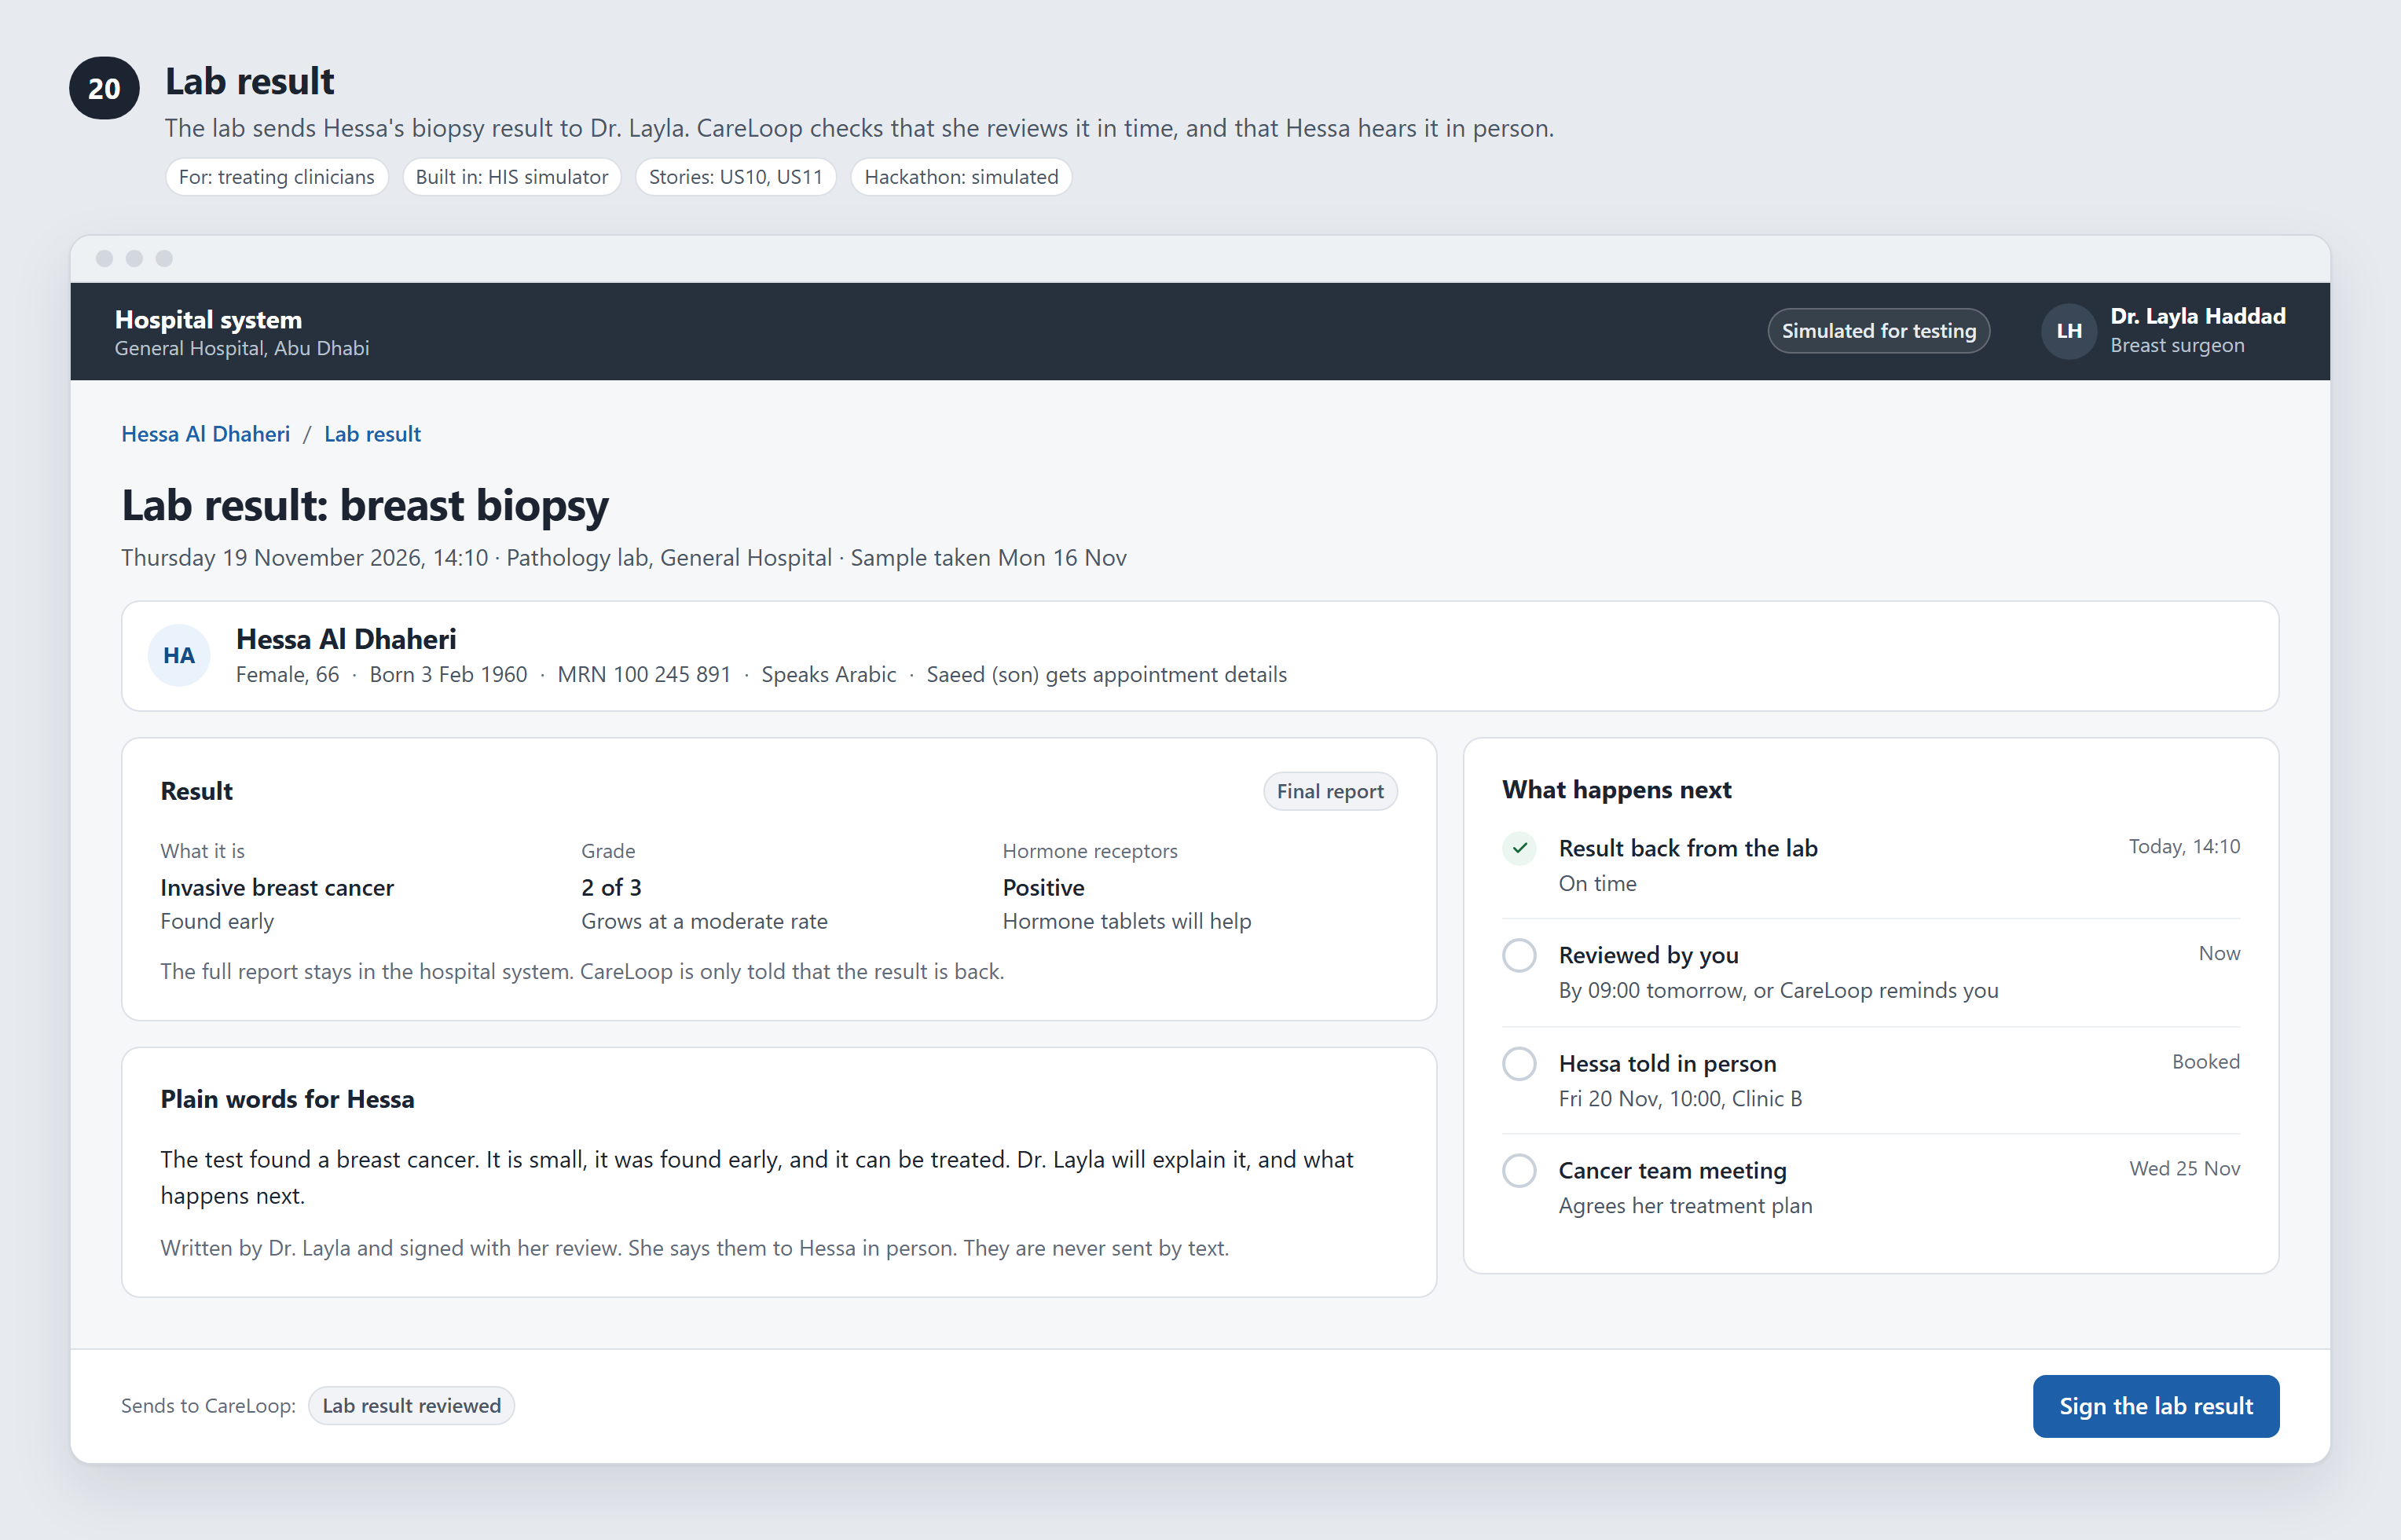 20
Lab result
The lab sends Hessa's biopsy result to Dr. Layla. CareLoop checks that she reviews it in time, and that Hessa hears it in person.
For: treating clinicians
Built in: HIS simulator
Stories: US10, US11
Hackathon: simulated
Hospital system
General Hospital, Abu Dhabi
Simulated for testing
LH
Dr. Layla Haddad
Breast surgeon
Hessa Al Dhaheri / Lab result
Lab result: breast biopsy
Thursday 19 November 2026, 14:10 · Pathology lab, General Hospital · Sample taken Mon 16 Nov
HA
Hessa Al Dhaheri
Female, 66 · Born 3 Feb 1960 · MRN 100 245 891 · Speaks Arabic · Saeed (son) gets appointment details
Result
Final report
What it is
Invasive breast cancer
Found early
Grade
2 of 3
Grows at a moderate rate
Hormone receptors
Positive
Hormone tablets will help
The full report stays in the hospital system. CareLoop is only told that the result is back.
Plain words for Hessa
The test found a breast cancer. It is small, it was found early, and it can be treated. Dr. Layla will explain it, and what
happens next.
Written by Dr. Layla and signed with her review. She says them to Hessa in person. They are never sent by text.
What happens next
Result back from the lab
Today, 14:10
On time
Reviewed by you
Now
By 09:00 tomorrow, or CareLoop reminds you
Hessa told in person
Booked
Fri 20 Nov, 10:00, Clinic B
Cancer team meeting
Wed 25 Nov
Agrees her treatment plan
Sends to CareLoop:
Lab result reviewed
Sign the lab result